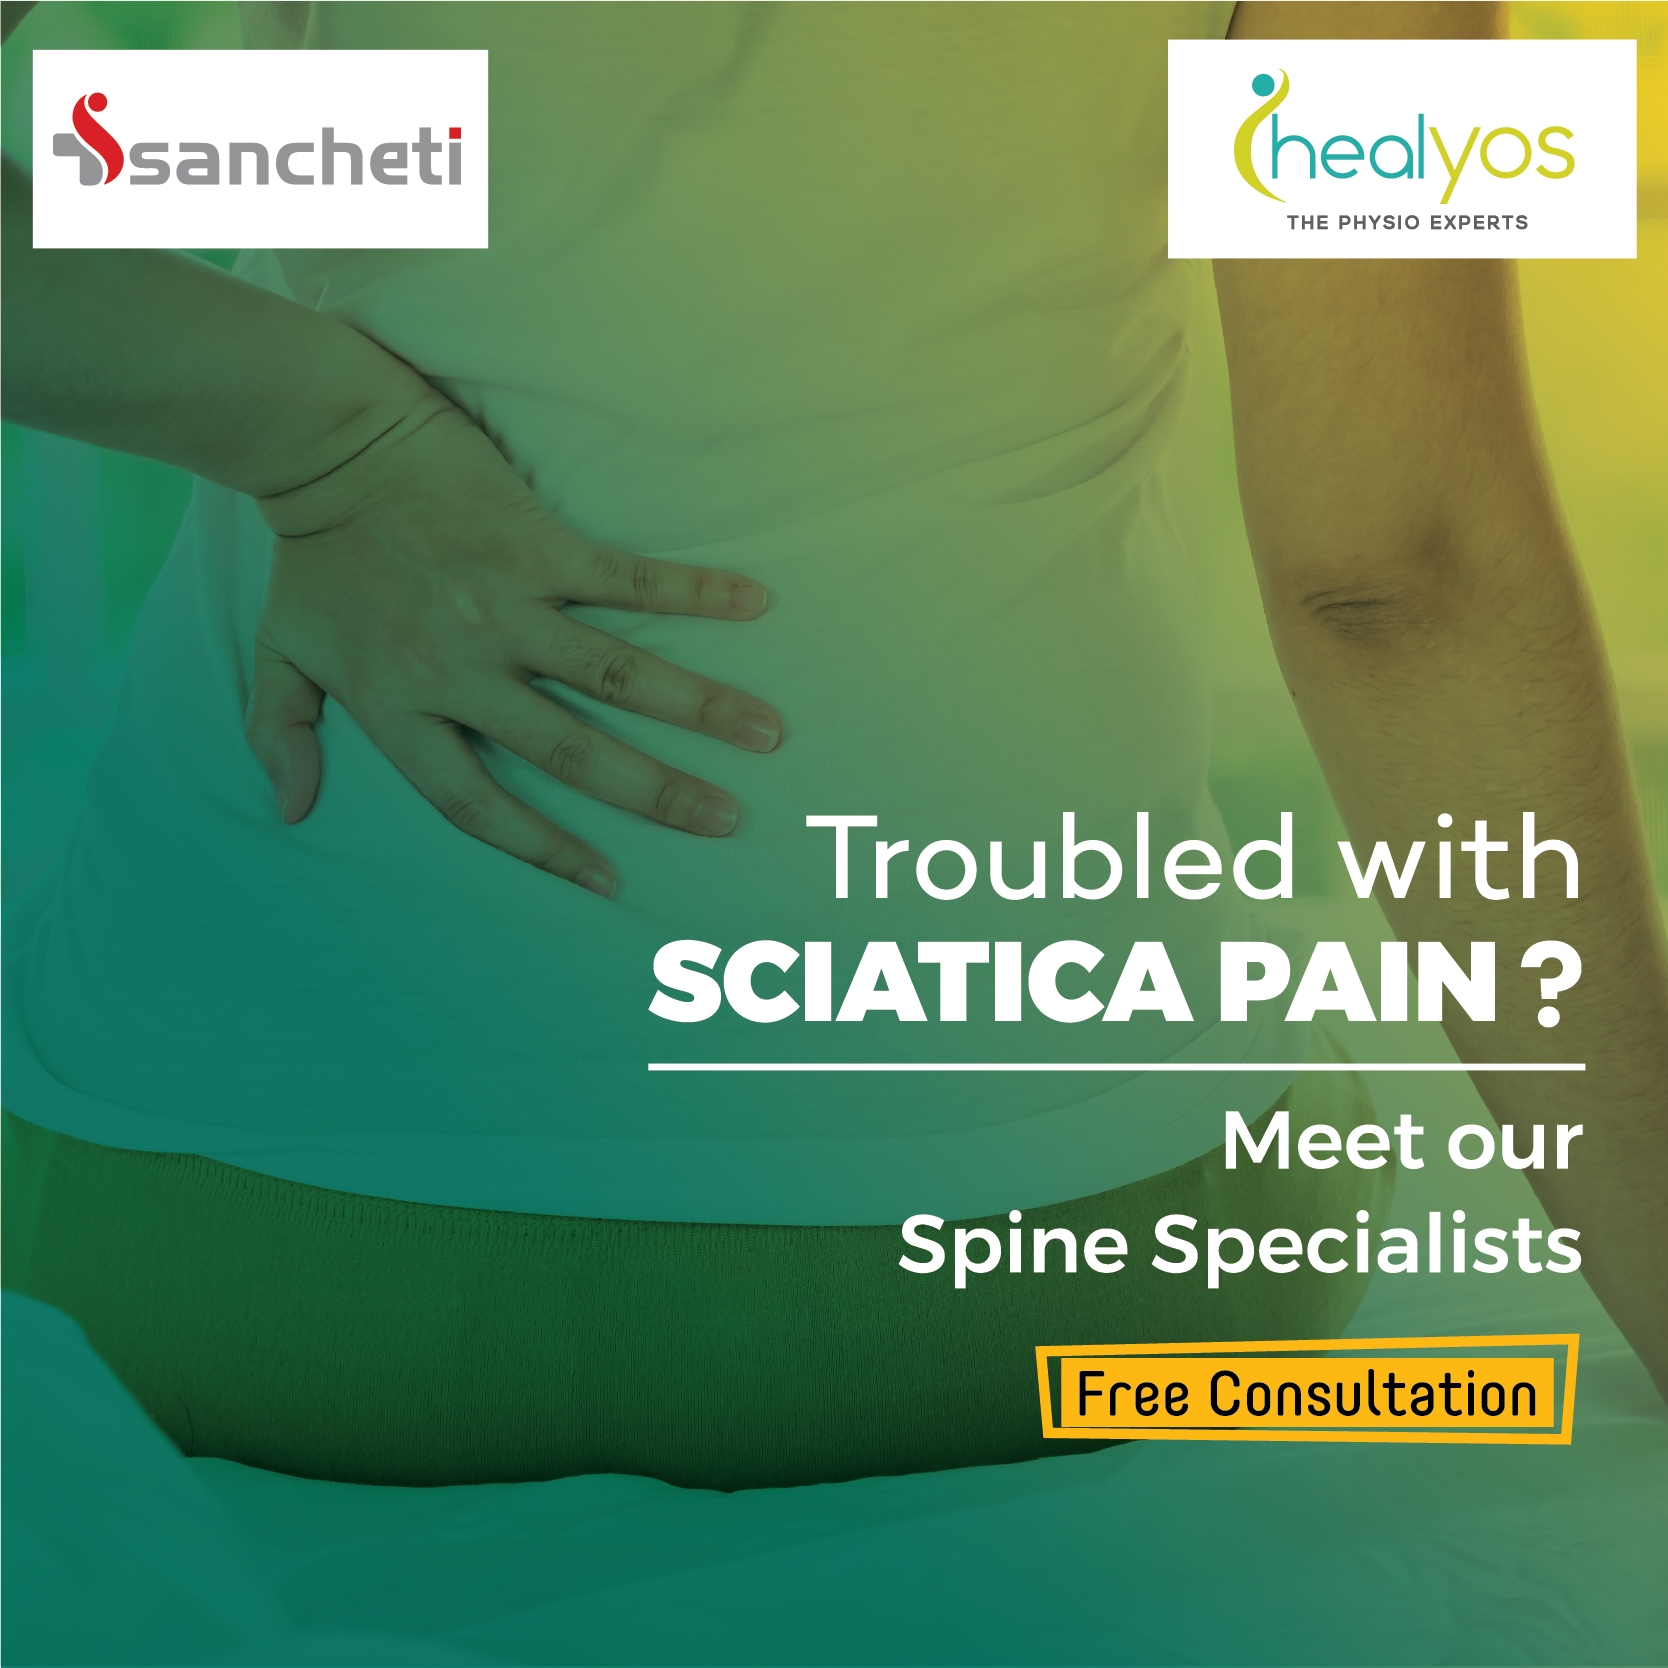 sancheti
healyos
THE PHYSIO EXPERTS
Troubled with
SCIATICA PAIN ?
Meet our
Spine Specialists
Free Consultation